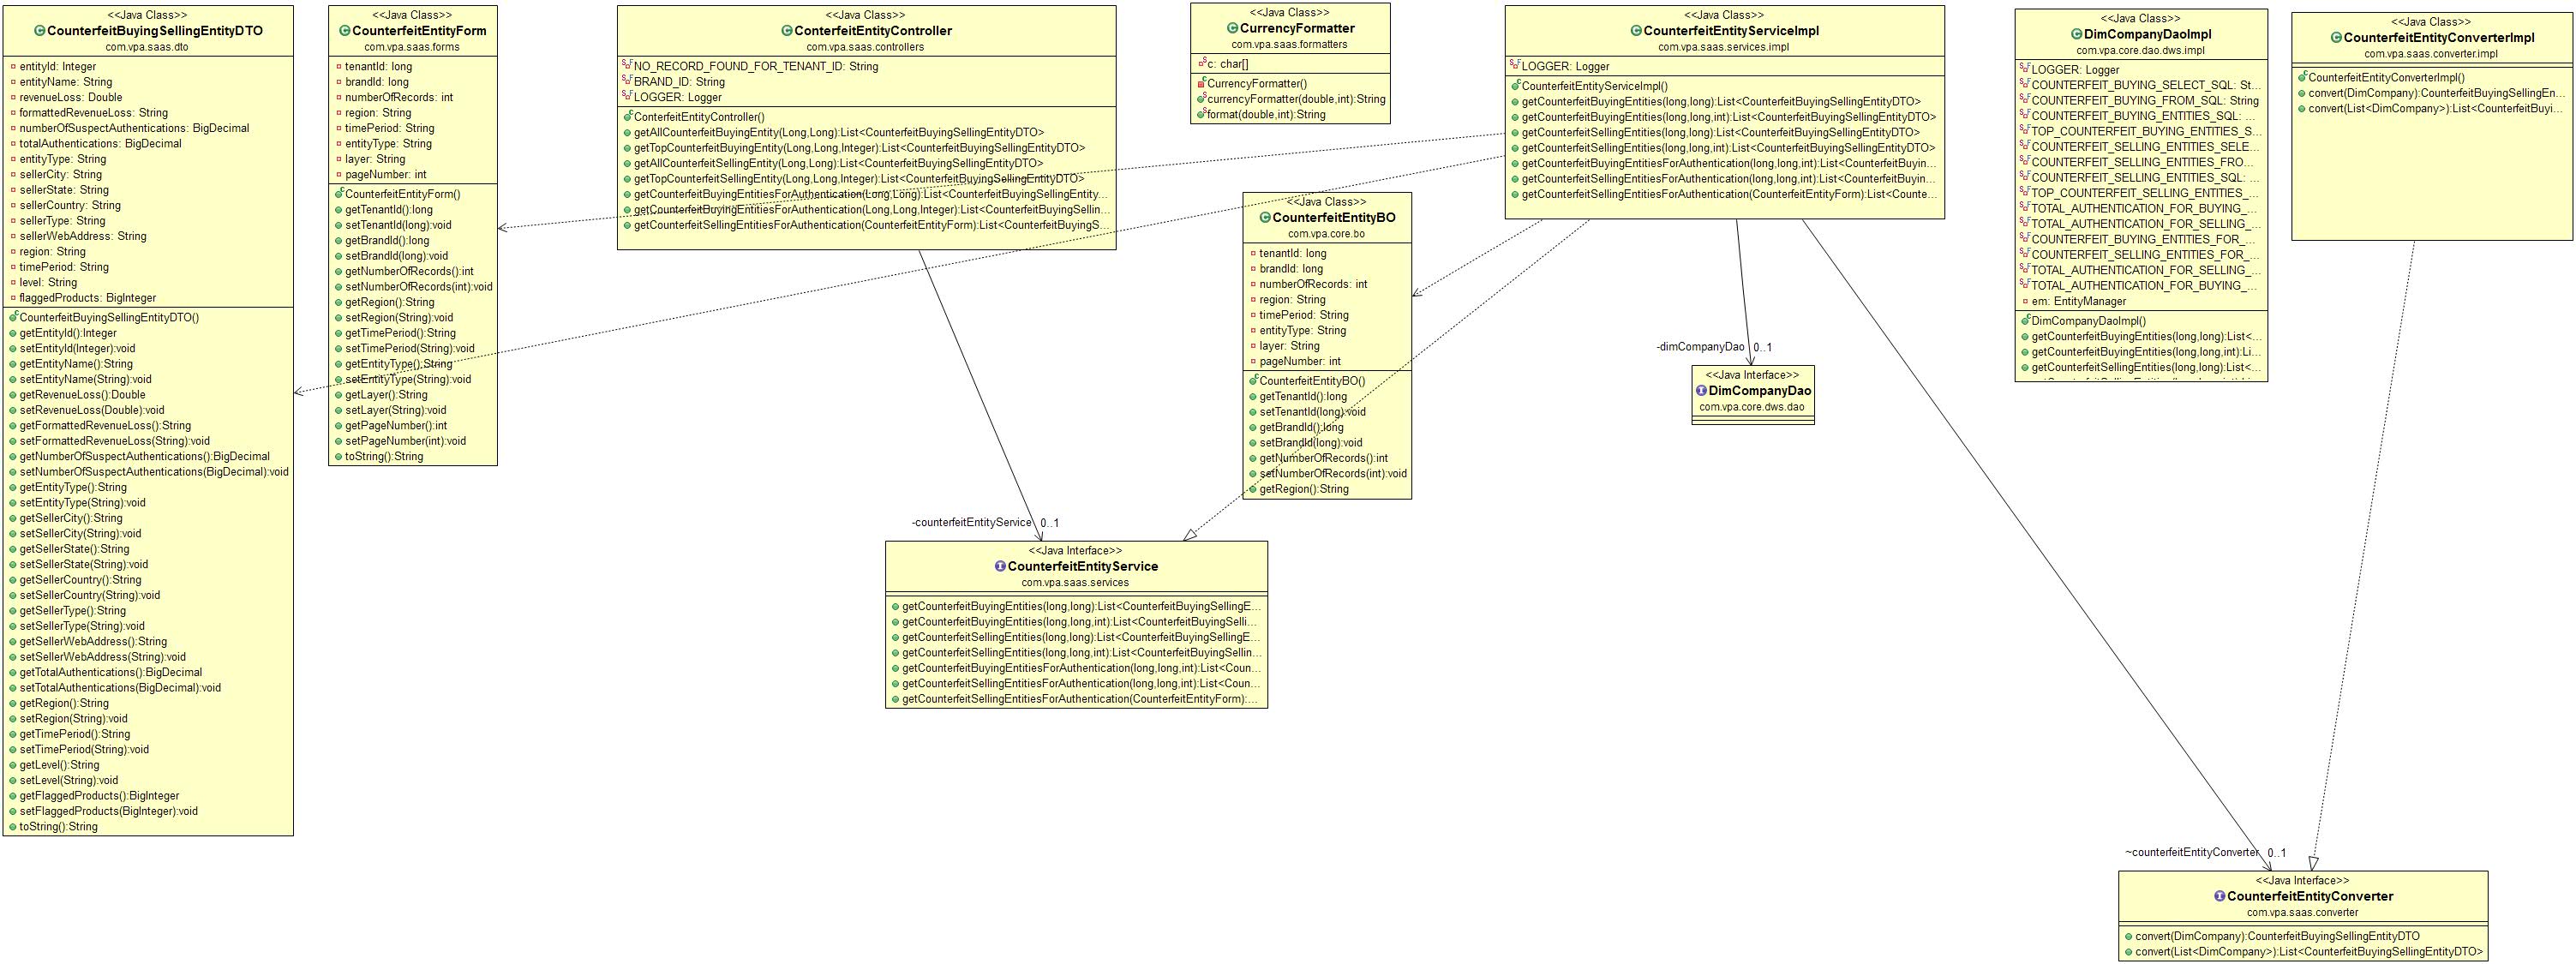 <<Java Class>>
CounterfeitBuyingSellingEntityDTO
com.vpa.saas.dto
entityId: Integer
entityName: String
revenueLoss: Double
formattedRevenueLoss: String
numberOfSuspectAuthentications: BigDecimal
totalAuthentications: BigDecimal
entityType: String
sellerCity: String
sellerState: String
sellerCountry: String
sellerType: String
sellerWebAddress: String
region: String
timePeriod: String
level: String
flaggedProducts: BigInteger
CounterfeitBuyingSellingEntityDTO()
getEntityId():Integer
setEntityId(Integer):void
getEntityName():String
setEntityName(String):void
getRevenueLoss():Double
setRevenueLoss(Double):void
getFormattedRevenueLoss():String
setFormattedRevenueLoss(String):void
getNumberOfSuspectAuthentications():BigDecimal
setNumberOfSuspectAuthentications(BigDecimal):void
getEntityType():String
setEntityType(String):void
getSellerCity():String
setSellerCity(String):void
getSellerState():String
setSellerState(String):void
getSellerCountry():String
setSellerCountry(String):void
getSellerType():String
setSellerType(String):void
getSellerWebAddress():String
setSellerWebAddress(String):void
getTotalAuthentications():BigDecimal
setTotalAuthentications(BigDecimal):void
getRegion():String
setRegion(String):void
getTimePeriod():String
setTimePeriod(String):void
getLevel():String
setLevel(String):void
getFlaggedProducts():BigInteger
setFlaggedProducts(BigInteger):void
toString():String
<<Java Class>>
CounterfeitEntityForm
com.vpa.saas.forms
tenantId: long
brandId: long
numberOfRecords: int
region: String
timePeriod: String
entityType: String
layer: String
pageNumber: int
CounterfeitEntityForm()
getTenantId():long
setTenantId(long):void
getBrandId():long
setBrandId(long):void
getNumberOfRecords():int
setNumberOfRecords(int):void
getRegion():String
setRegion(String):void
getTimePeriod():String
setTimePeriod(String):void
getEntityType():String
setEntityType(String):void
getLayer():String
setLayer(String):void
getPageNumber():int
setPageNumber(int):void
toString():String
<<Java Class>>
ConterfeitEntityController
com.vpa.saas.controllers
NO_RECORD_FOUND_FOR_TENANT_ID: String
BRAND_ID: String
LOGGER: Logger
ConterfeitEntityController()
getAllCounterfeitBuyingEntity(Long,Long):List<CounterfeitBuyingSellingEntityDTO>
getTopCounterfeitBuyingEntity(Long,Long,Integer):List<CounterfeitBuyingSellingEntityDTO>
getAllCounterfeitSellingEntity(Long,Long):List<CounterfeitBuyingSellingEntityDTO>
getTopCounterfeitSellingEntity(Long,Long,Integer):List<CounterfeitBuyingSellingEntityDTO>
getCounterfeitBuyingEntitiesForAuthentication(Long,Long):List<CounterfeitBuyingSellingEntity...
getCounterfeitBuyingEntitiesForAuthentication(Long,Long,Integer):List<CounterfeitBuyingSellin...
getCounterfeitSellingEntitiesForAuthentication(CounterfeitEntityForm):List<CounterfeitBuyingS...
<<Java Class>>
CurrencyFormatter
com.vpa.saas.formatters
c: char[]
CurrencyFormatter()
currencyFormatter(double,int):String
format(double,int):String
<<Java Class>>
CounterfeitEntityBO
com.vpa.core.bo
tenantId: long
brandId: long
numberOfRecords: int
region: String
timePeriod: String
entityType: String
layer: String
pageNumber: int
CounterfeitEntityBO()
getTenantId():long
setTenantId(long):void
getBrandId():long
setBrandId(long):void
getNumberOfRecords():int
setNumberOfRecords(int):void
getRegion():String
<<Java Class>>
CounterfeitEntityServiceImpl
com.vpa.saas.services.impl
LOGGER: Logger
CounterfeitEntityServiceImpl()
getCounterfeitBuyingEntities(long,long):List<CounterfeitBuyingSellingEntityDTO>
getCounterfeitBuyingEntities(long,long,int):List<CounterfeitBuyingSellingEntityDTO>
getCounterfeitSellingEntities(long,long):List<CounterfeitBuyingSellingEntityDTO>
getCounterfeitSellingEntities(long,long,int):List<CounterfeitBuyingSellingEntityDTO>
getCounterfeitBuyingEntitiesForAuthentication(long,long,int):List<CounterfeitBuyin...
getCounterfeitSellingEntitiesForAuthentication(long,long,int):List<CounterfeitBuyin...
getCounterfeitSellingEntitiesForAuthentication(CounterfeitEntityForm):List<Counte...
<<Java Class>>
DimCompanyDaoImpl
com.vpa.core.dao.dws.impl
LOGGER: Logger
COUNTERFEIT_BUYING_SELECT_SQL: St...
COUNTERFEIT_BUYING_FROM_SQL: String
COUNTERFEIT_BUYING_ENTITIES_SQL: ...
TOP_COUNTERFEIT_BUYING_ENTITIES_S...
COUNTERFEIT_SELLING_ENTITIES_SELE...
COUNTERFEIT_SELLING_ENTITIES_FRO...
COUNTERFEIT_SELLING_ENTITIES_SQL: ...
TOP_COUNTERFEIT_SELLING_ENTITIES_...
TOTAL_AUTHENTICATION_FOR_BUYING_...
TOTAL_AUTHENTICATION_FOR_SELLING_...
COUNTERFEIT_BUYING_ENTITIES_FOR_...
COUNTERFEIT_SELLING_ENTITIES_FOR_...
TOTAL_AUTHENTICATION_FOR_SELLING_...
TOTAL_AUTHENTICATION_FOR_BUYING_...
em: EntityManager
DimCompanyDaoImpl()
getCounterfeitBuyingEntities(long,long):List<...
getCounterfeitBuyingEntities(long,long,int):Li...
getCounterfeitSellingEntities(long,long):List<...
<<Java Class>>
CounterfeitEntityConverterImpl
com.vpa.saas.converter.impl
CounterfeitEntityConverterImpl()
convert(DimCompany):CounterfeitBuyingSellingEn...
convert(List<DimCompany>):List<CounterfeitBuyi...
-dimCompanyDao 0..1
<<Java Interface>>
DimCompanyDao
com.vpa.core.dws.dao
-counterfeitEntityService 0..1
<<Java Interface>>
CounterfeitEntityService
com.vpa.saas.services
getCounterfeitBuyingEntities(long,long):List<CounterfeitBuyingSellingE...
getCounterfeitBuyingEntities(long,long,int):List<CounterfeitBuyingSelli...
getCounterfeitSellingEntities(long,long):List<CounterfeitBuyingSellingE...
getCounterfeitSellingEntities(long,long,int):List<CounterfeitBuyingSellin...
getCounterfeitBuyingEntitiesForAuthentication(long,long,int):List<Coun...
getCounterfeitSellingEntitiesForAuthentication(long,long,int):List<Coun...
getCounterfeitSellingEntitiesForAuthentication(CounterfeitEntityForm):...
~counterfeitEntityConverter 0..1
<<Java Interface>>
CounterfeitEntityConverter
com.vpa.saas.converter
convert(DimCompany):CounterfeitBuyingSellingEntityDTO
convert(List<DimCompany>):List<CounterfeitBuyingSellingEntityDTO>